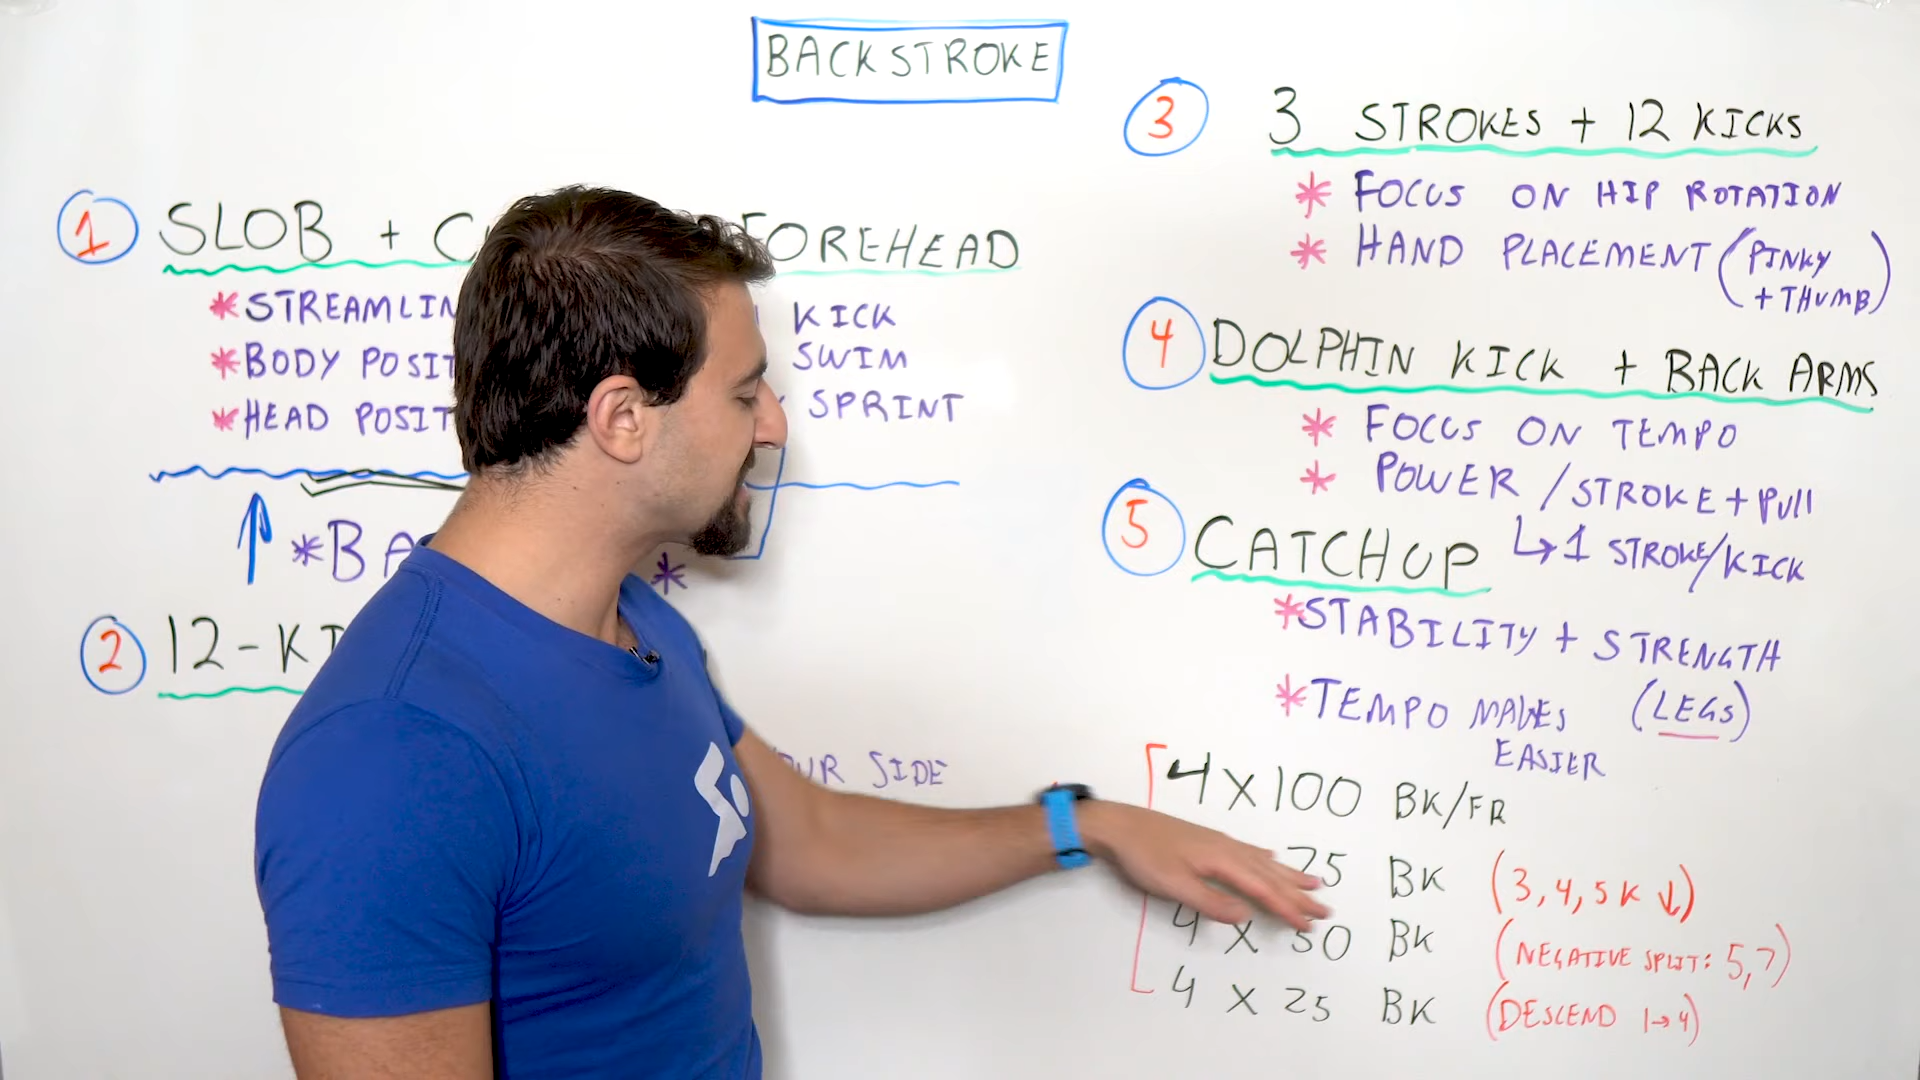 BACKSTROKE
1 SLOB + FOREHEAD
*STREAMLIN KICK
*BODY POSIT SWIM
*HEAD POSIT SPRINT
*BA
*
2 12-KI
OUR SIDE
3 3 STROKES + 12 KICKS
* FOCUS ON HIP ROTATION
* HAND PLACEMENT (PINKY
+ THUMB)
4 DOLPHIN KICK + BACK ARMS
* FOCUS ON TEMPO
* POWER / STROKE + PULL
↳ 1 STROKE/KICK
5 CATCHUP
*STABILITY + STRENGTH
(LEGS)
*TEMPO MAKES
EASIER
4 X 100 BK/FR
75 BK (3, 4, 5 K ↓)
4 X 50 BK (NEGATIVE SPLIT: 5, 7)
4 X 25 BK (DESCEND 1→4)